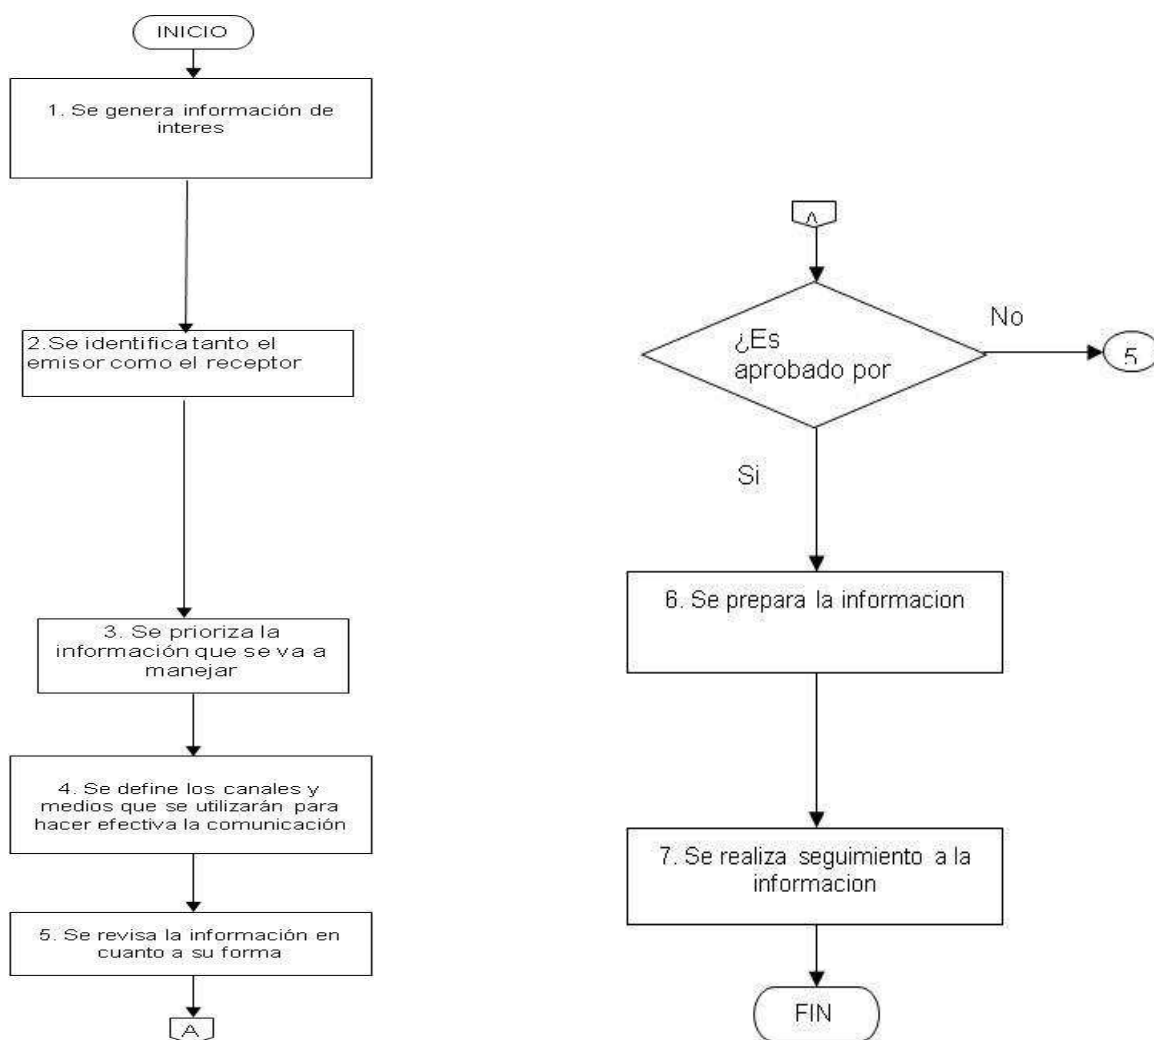 INICIO
1. Se genera información de
interes
2.Se identifica tanto el
emisor como el receptor
3. Se prioriza la
información que se va a
manejar
4. Se define los canales y
medios que se utilizarán para
hacer efectiva la comunicación
5. Se revisa la información en
cuanto a su forma
A
A
¿Es
aprobado por
No
5
Si
6. Se prepara la informacion
7. Se realiza seguimiento a la
informacion
FIN